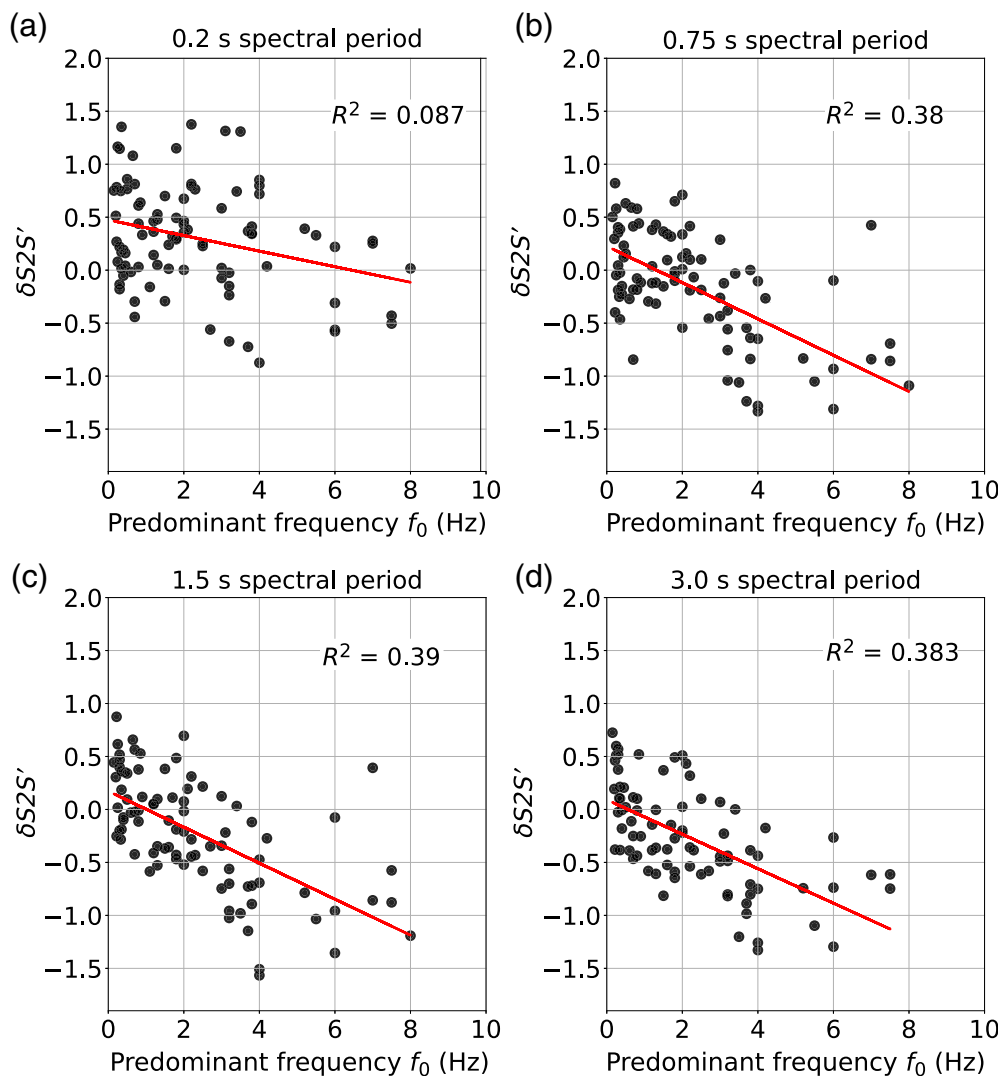 (a)
0.2 s spectral period
2.0
1.5
1.0
0.5
0.0
−0.5
−1.0
−1.5
δS2S′
R² = 0.087
0 2 4 6 8 10
Predominant frequency f₀ (Hz)
(b)
0.75 s spectral period
2.0
1.5
1.0
0.5
0.0
−0.5
−1.0
−1.5
δS2S′
R² = 0.38
0 2 4 6 8 10
Predominant frequency f₀ (Hz)
(c)
1.5 s spectral period
2.0
1.5
1.0
0.5
0.0
−0.5
−1.0
−1.5
δS2S′
R² = 0.39
0 2 4 6 8 10
Predominant frequency f₀ (Hz)
(d)
3.0 s spectral period
2.0
1.5
1.0
0.5
0.0
−0.5
−1.0
−1.5
δS2S′
R² = 0.383
0 2 4 6 8 10
Predominant frequency f₀ (Hz)